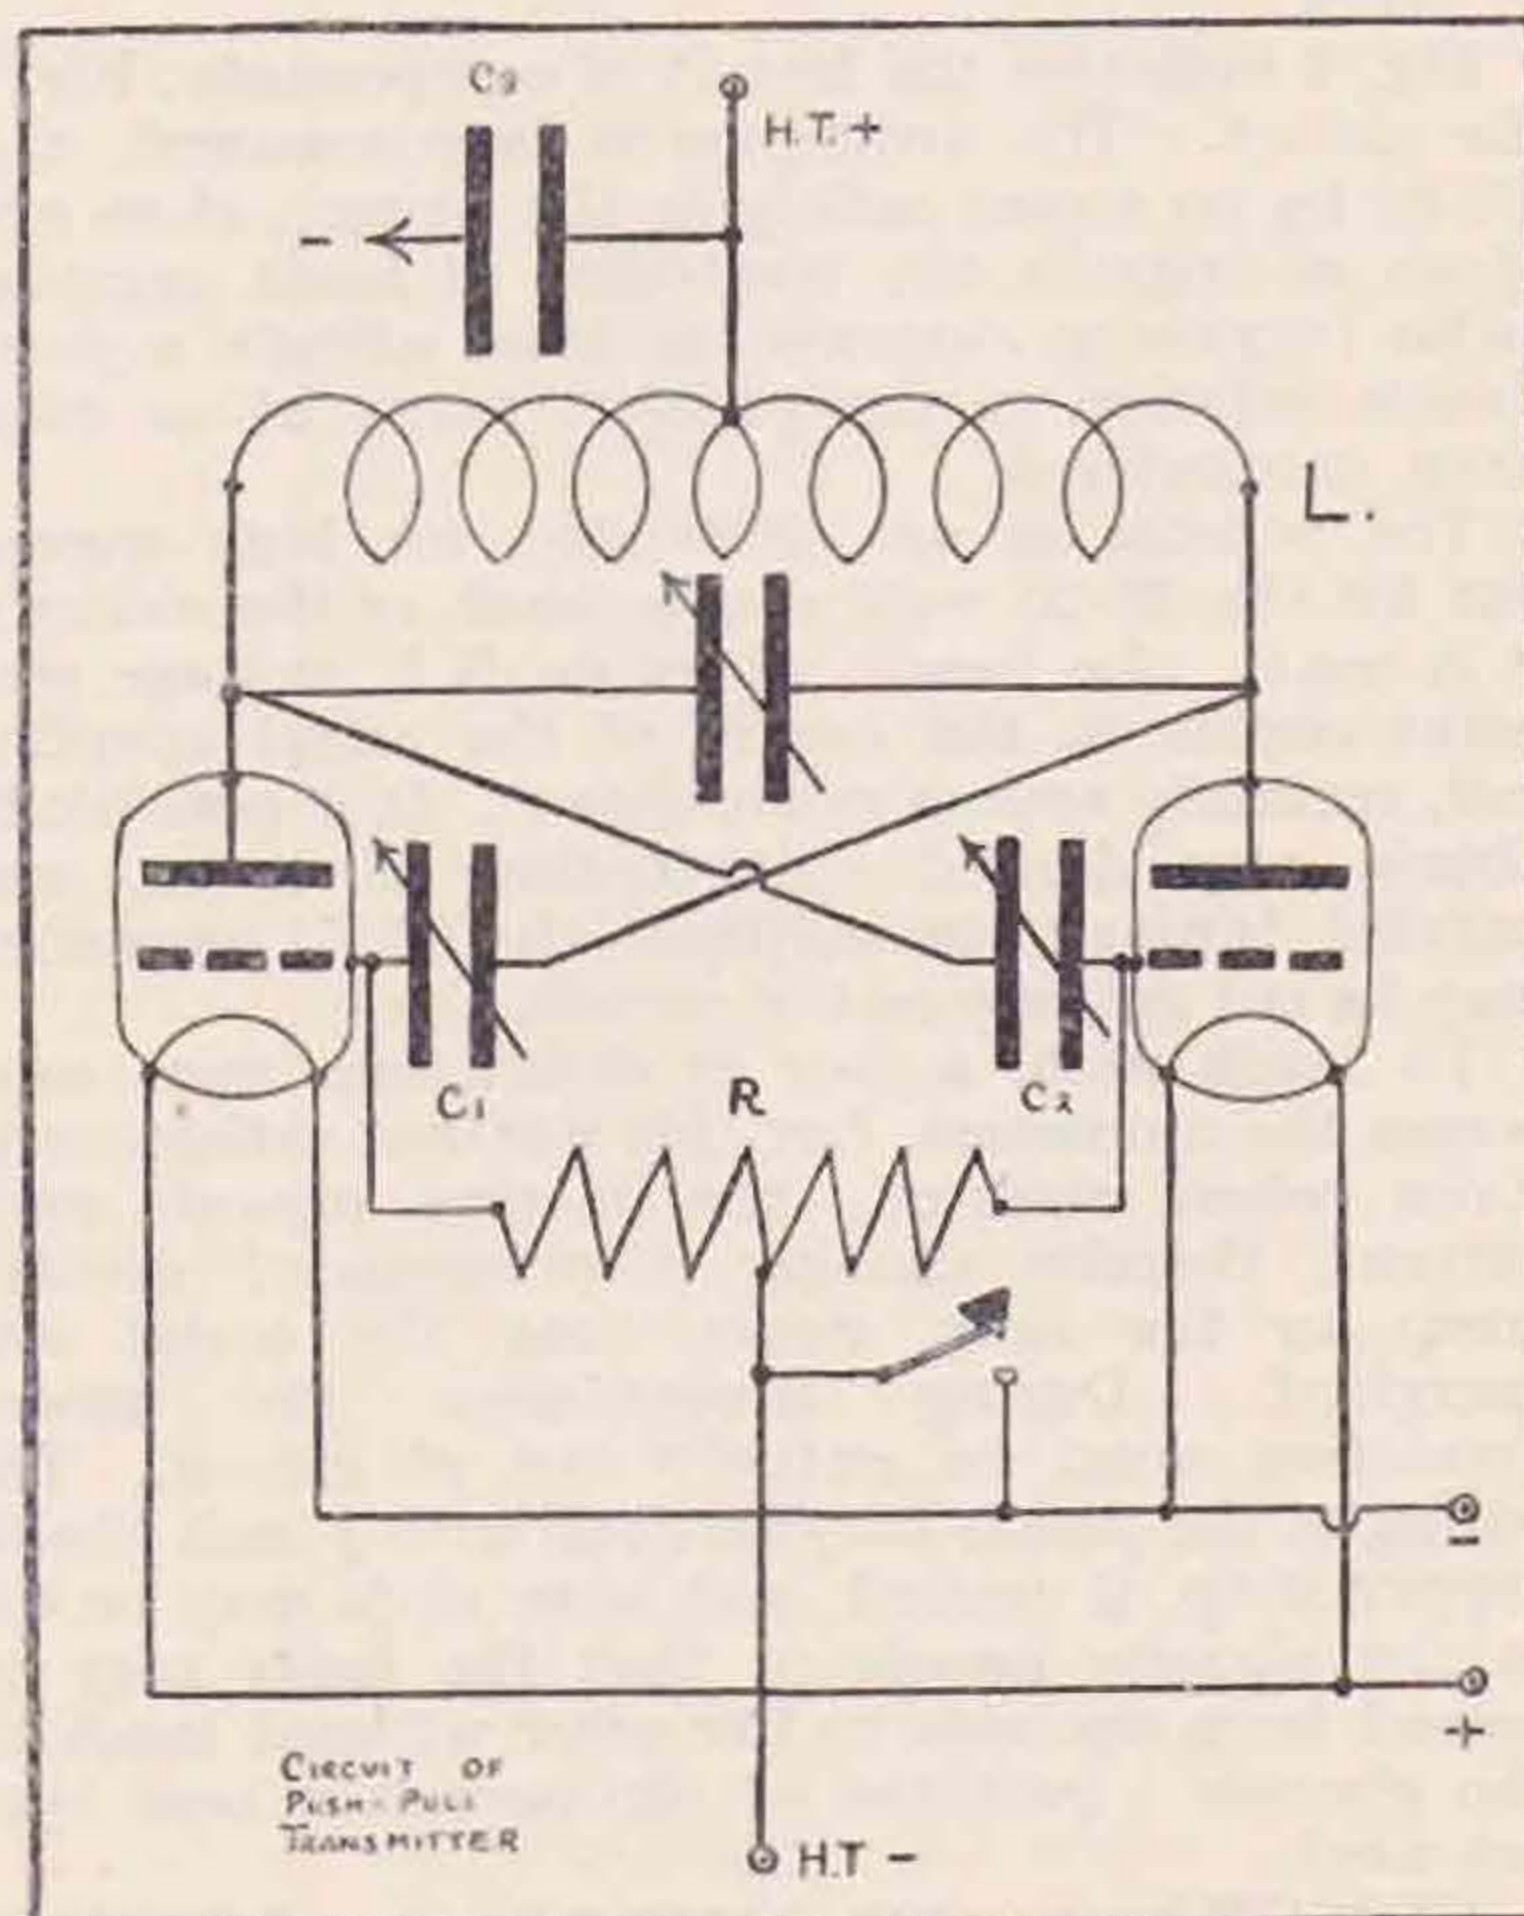 C3
H.T. +
-
L.
C1
R
C2
-
+
CIRCUIT OF
PUSH-PULL
TRANSMITTER
H.T -